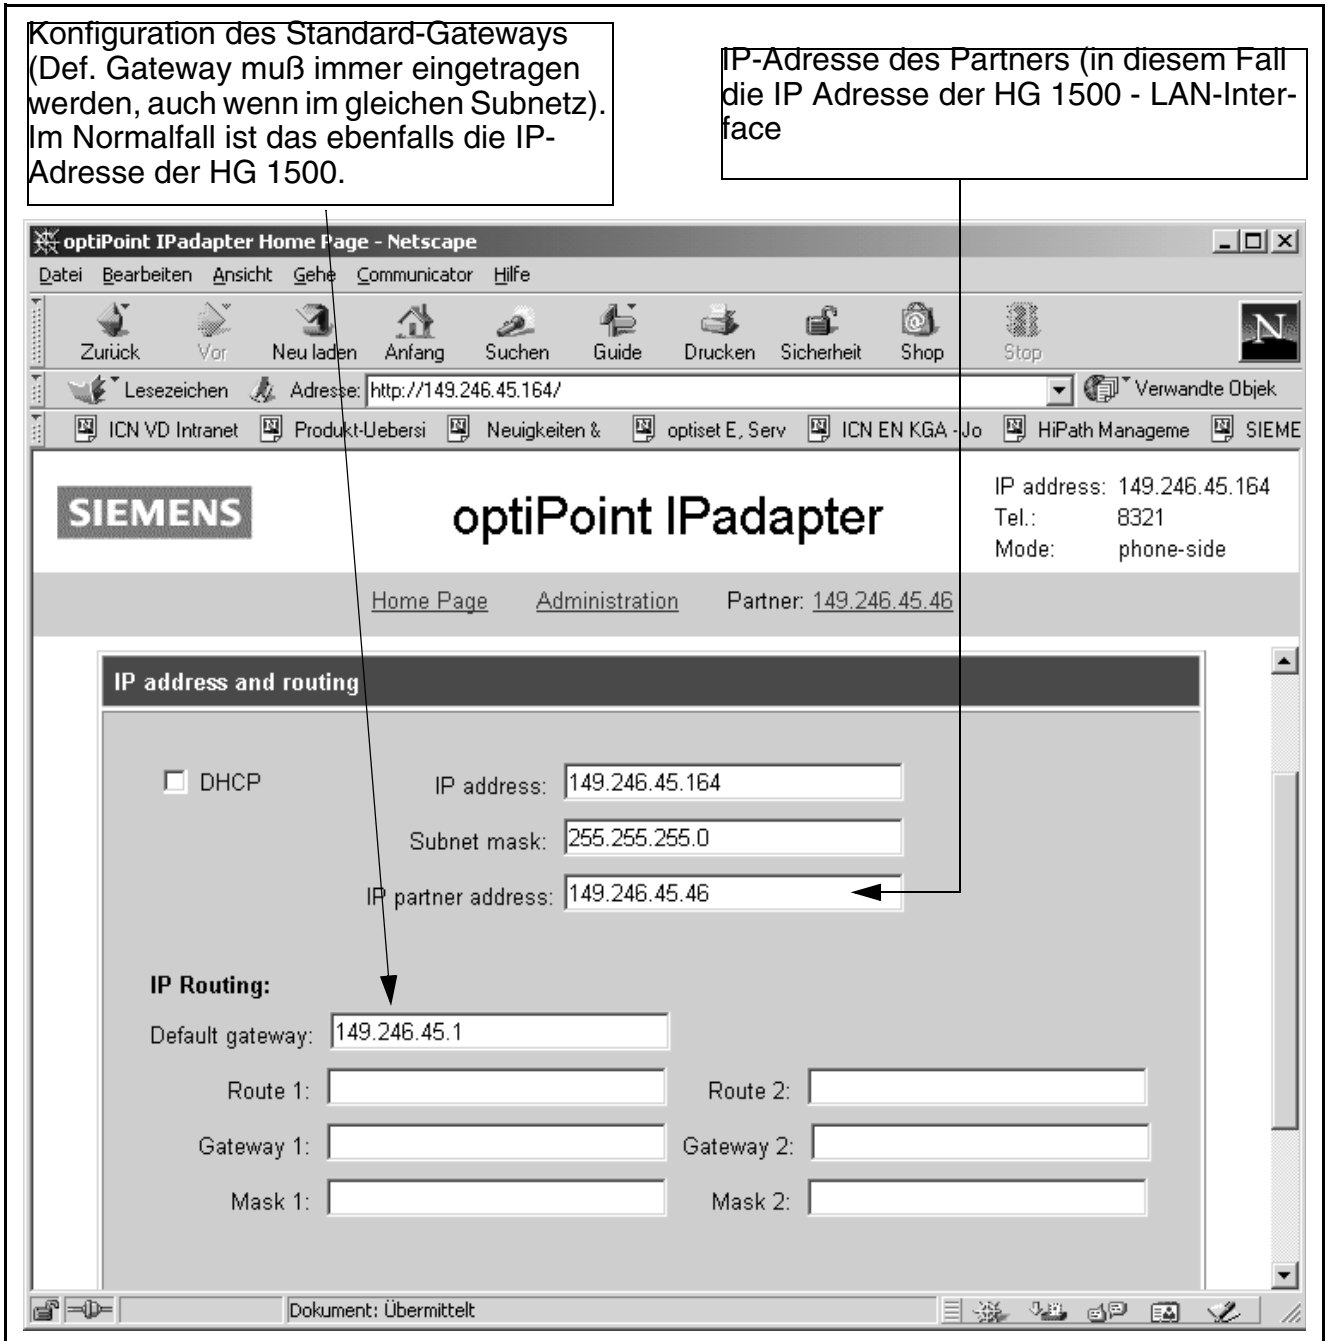 Konfiguration des Standard-Gateways
(Def. Gateway muß immer eingetragen
werden, auch wenn im gleichen Subnetz).
Im Normalfall ist das ebenfalls die IP-
Adresse der HG 1500.
IP-Adresse des Partners (in diesem Fall
die IP Adresse der HG 1500 - LAN-Inter-
face
optiPoint IPadapter Home Page - Netscape
Datei Bearbeiten Ansicht Gehe Communicator Hilfe
Zurück Vor Neu laden Anfang Suchen Guide Drucken Sicherheit Shop Stop
N
Lesezeichen Adresse: http://149.246.45.164/ Verwandte Objek
ICN VD Intranet Produkt-Uebersi Neuigkeiten & optiset E, Serv ICN EN KGA - Jo HiPath Manageme SIEME
SIEMENS
optiPoint IPadapter
IP address: 149.246.45.164
Tel.: 8321
Mode: phone-side
Home Page Administration Partner: 149.246.45.46
IP address and routing
DHCP
IP address: 149.246.45.164
Subnet mask: 255.255.255.0
IP partner address: 149.246.45.46
IP Routing:
Default gateway: 149.246.45.1
Route 1: Route 2:
Gateway 1: Gateway 2:
Mask 1: Mask 2:
Dokument: Übermittelt